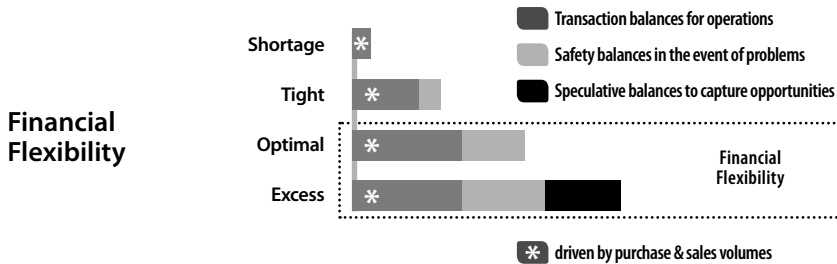 Financial
Flexibility
Shortage
*
Tight
*
Optimal
*
Excess
*
Transaction balances for operations
Safety balances in the event of problems
Speculative balances to capture opportunities
Financial
Flexibility
* driven by purchase & sales volumes